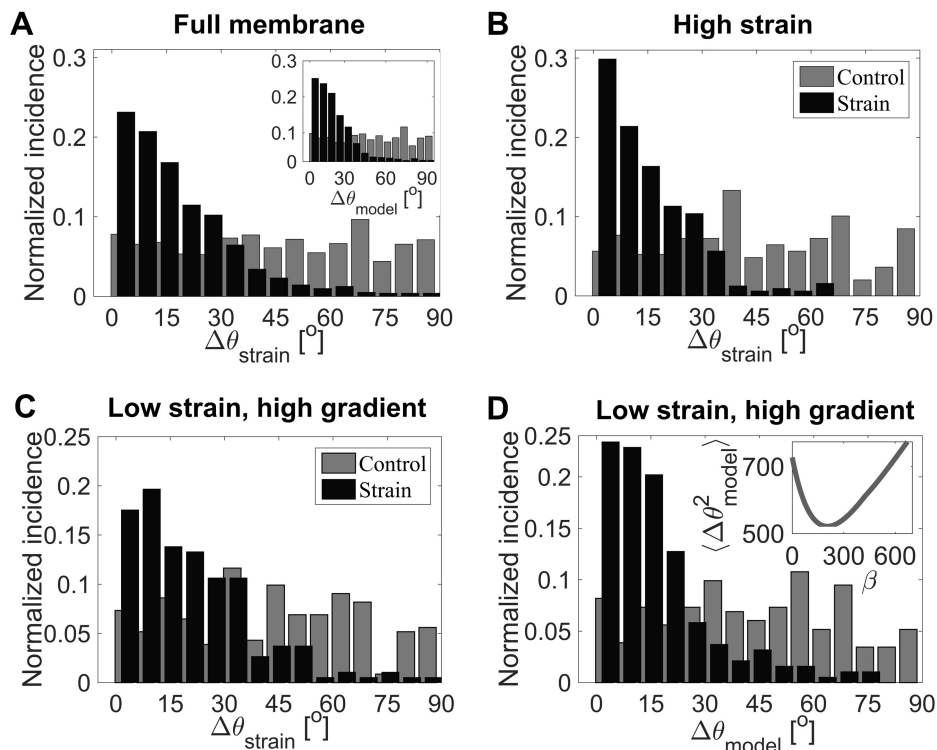 A Full membrane
Normalized incidence
0.3
0.2
0.1
0
0 15 30 45 60 75 90
Δθstrain [o]
0.3
0.2
0.1
0
0 30 60 90
Δθmodel [o]
B High strain
Normalized incidence
0.3
0.2
0.1
0
0 15 30 45 60 75 90
Δθstrain [o]
Control
Strain
C Low strain, high gradient
Normalized incidence
0.25
0.2
0.15
0.1
0.05
0
0 15 30 45 60 75 90
Δθstrain [o]
Control
Strain
D Low strain, high gradient
Normalized incidence
0.25
0.2
0.15
0.1
0.05
0
0 15 30 45 60 75 90
Δθmodel [o]
⟨Δθ²model⟩
700
500
0 300 600
β